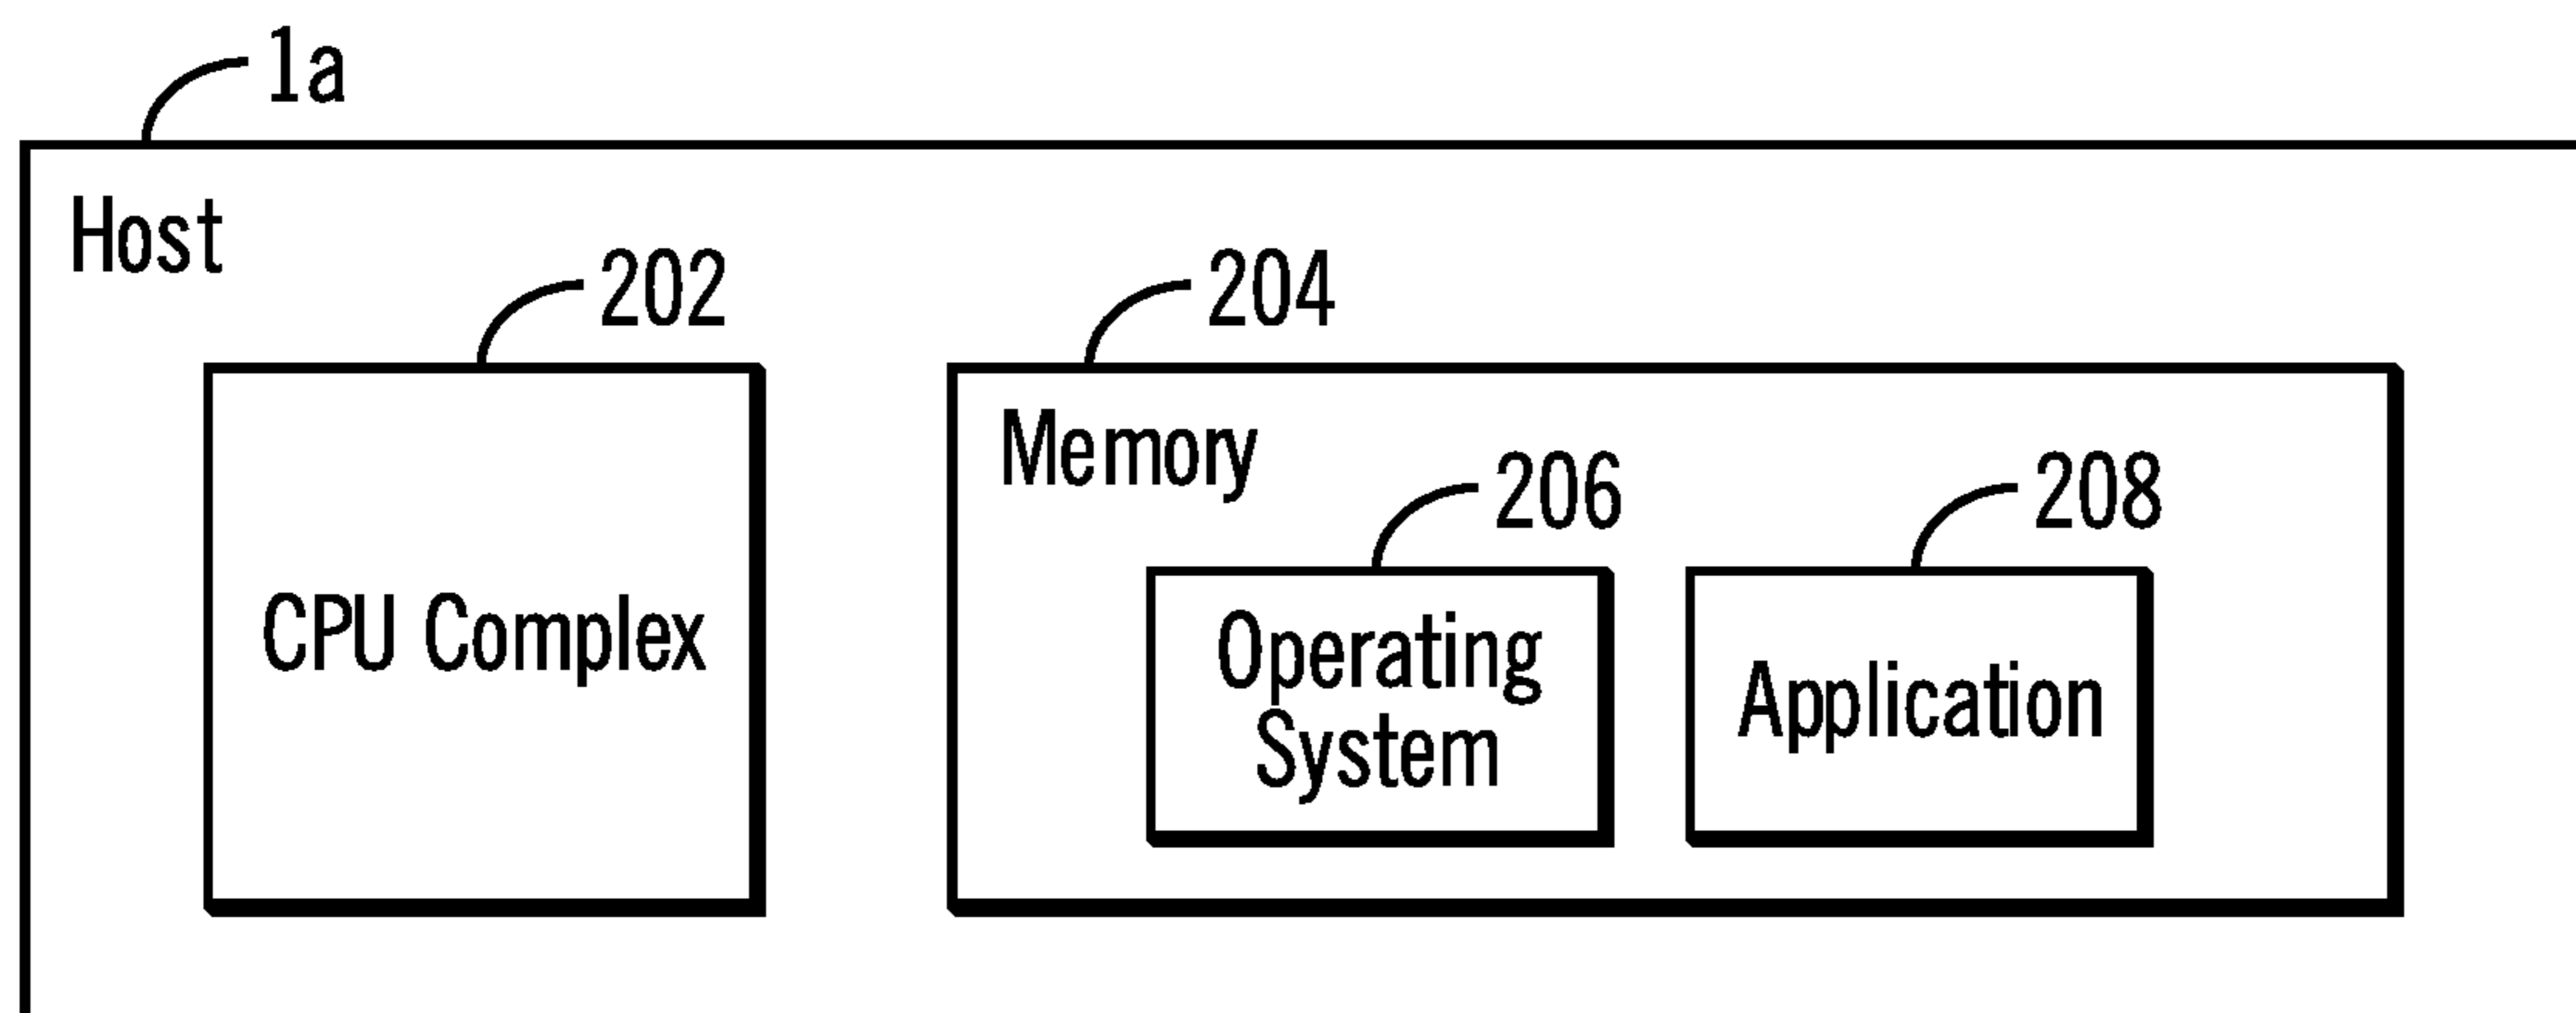 1a
Host
202
204
Memory
206
208
CPU Complex
Operating
System
Application